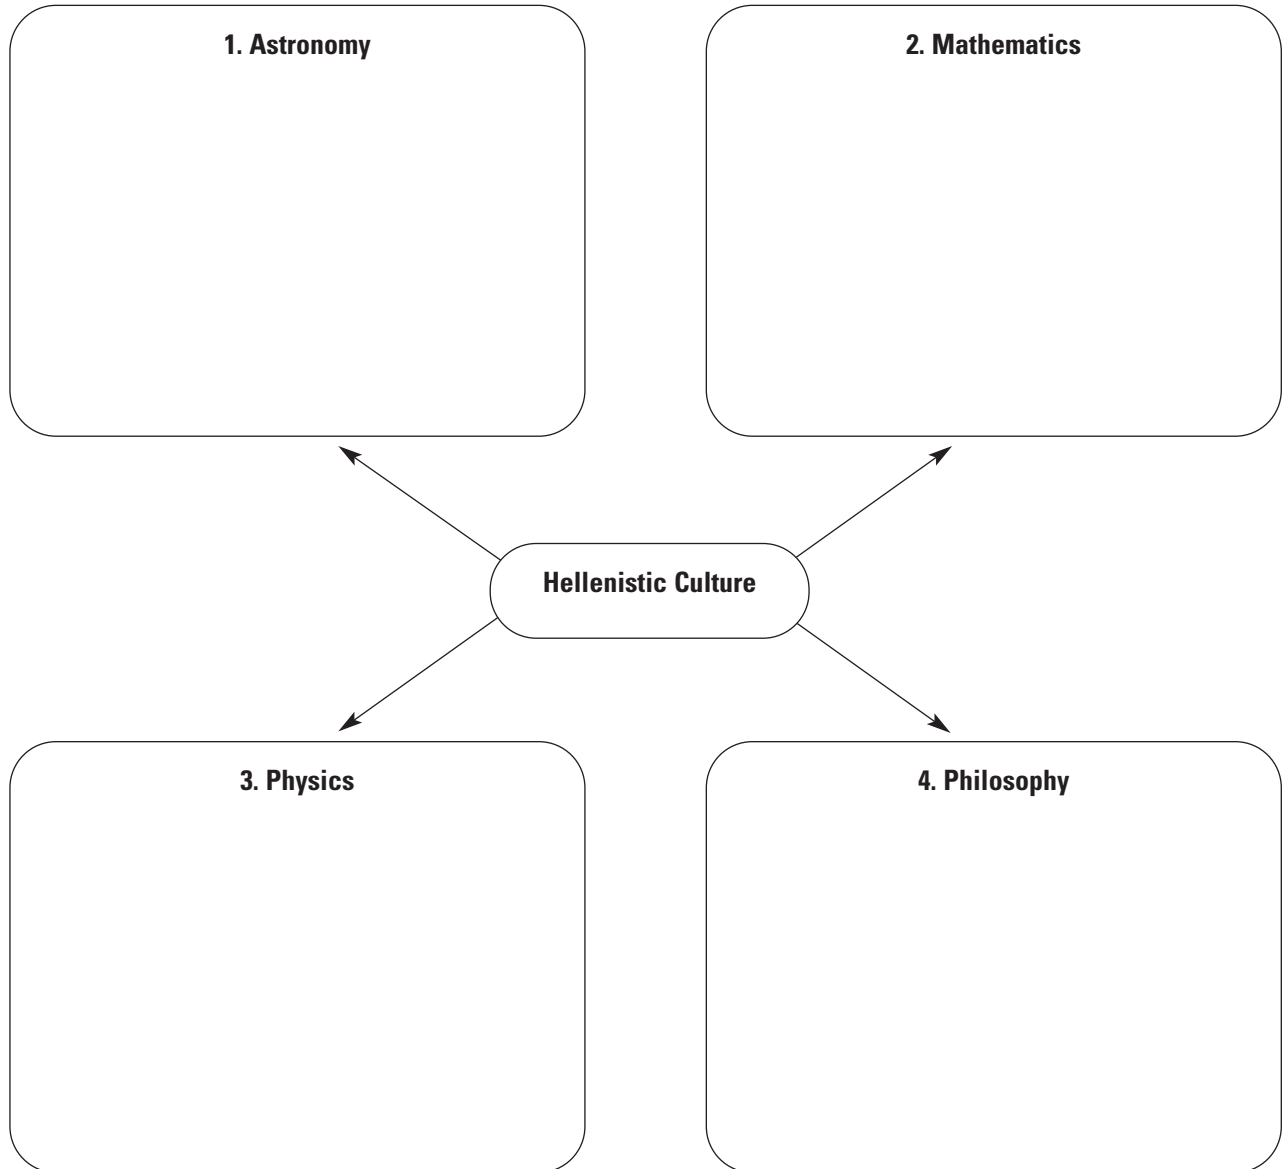 1. Astronomy
2. Mathematics
Hellenistic Culture
3. Physics
4. Philosophy